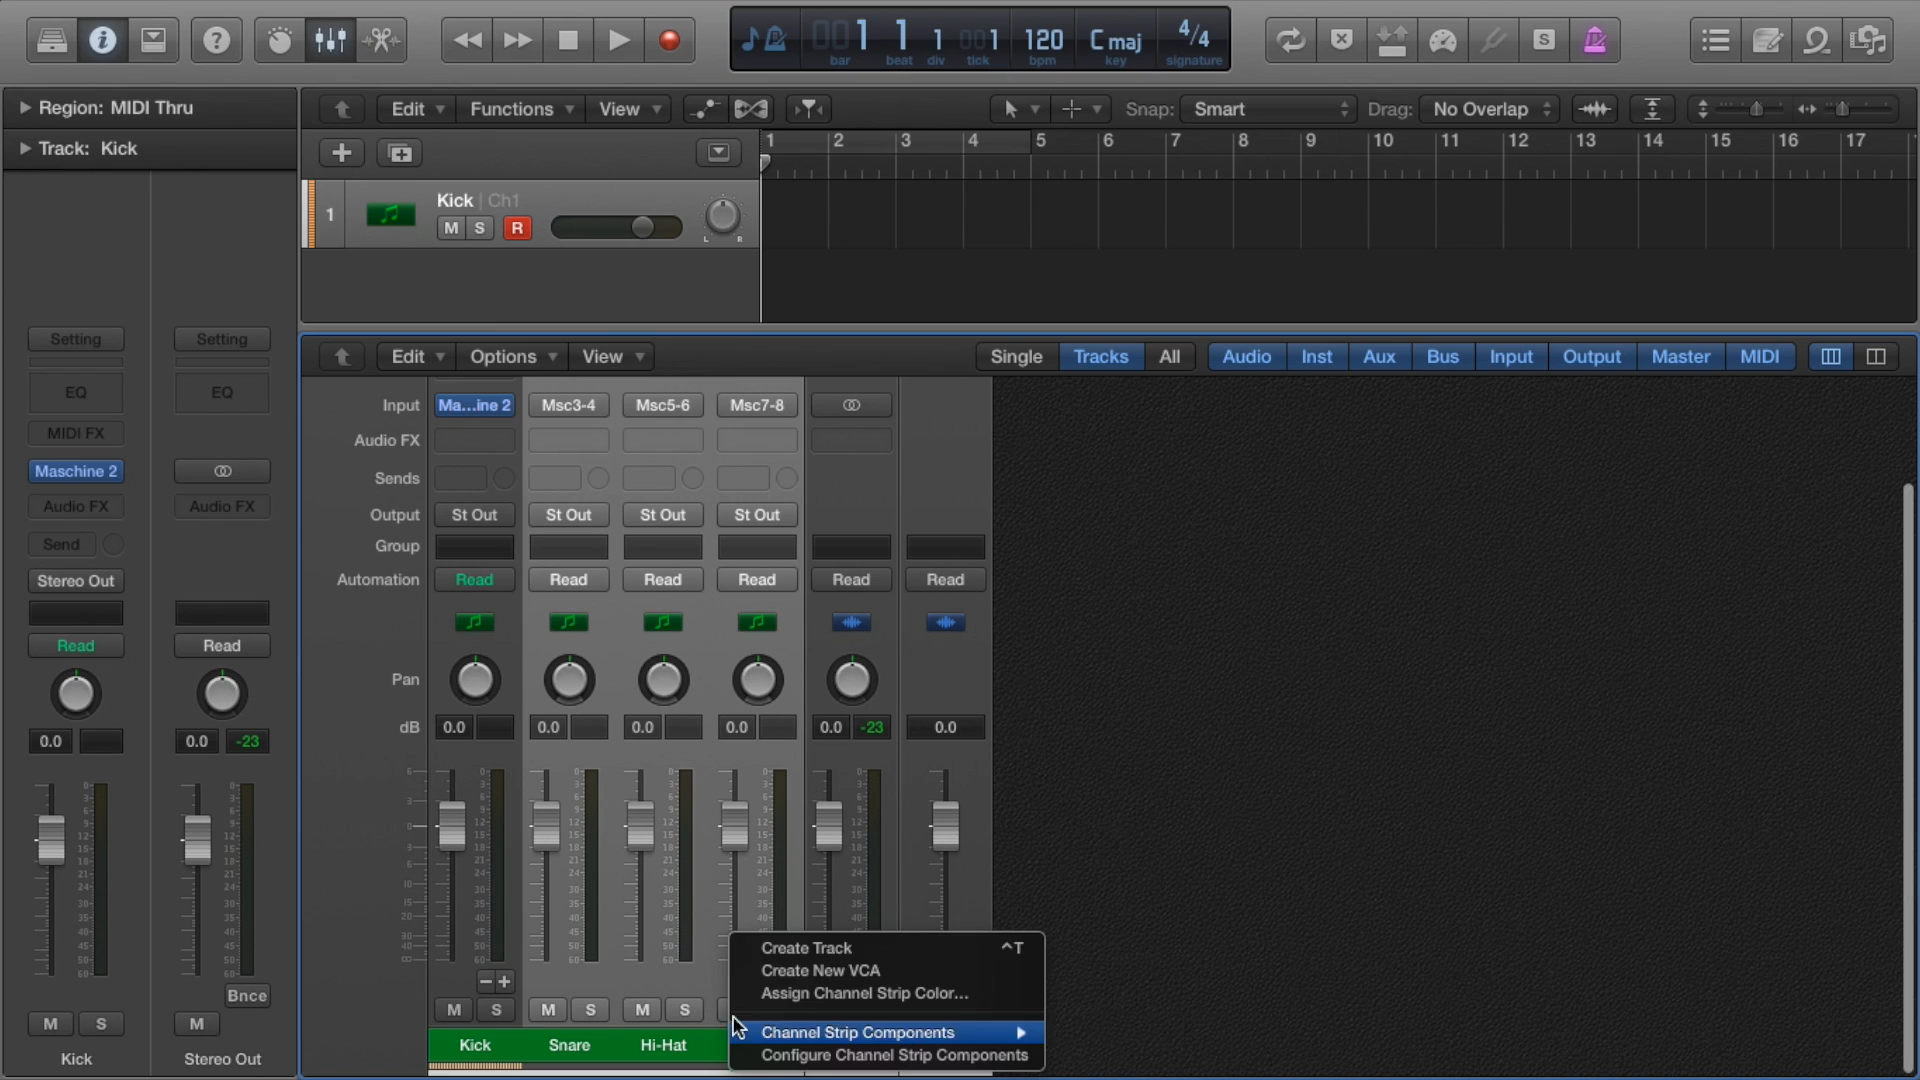 001 1 1 001 120 C maj 4/4
bar beat div tick bpm key signature
S
Region: MIDI Thru
Track: Kick
Edit Functions View Snap: Smart Drag: No Overlap
1 2 3 4 5 6 7 8 9 10 11 12 13 14 15 16 17
1 Kick | Ch1
M S R
L R
Edit Options View Single Tracks All Audio Inst Aux Bus Input Output Master MIDI
Setting Setting
EQ EQ
MIDI FX
Maschine 2
Audio FX Audio FX
Send
Stereo Out
Read Read
0.0 0.0 -23
Bnce
M S M
Kick Stereo Out
Input Ma...ine 2 Msc3-4 Msc5-6 Msc7-8
Audio FX
Sends
Output St Out St Out St Out St Out
Group
Automation Read Read Read Read Read Read
Pan
dB 0.0 0.0 0.0 0.0 0.0 -23 0.0
M S M S M S
Kick Snare Hi-Hat
Create Track ^T
Create New VCA
Assign Channel Strip Color...
Channel Strip Components
Configure Channel Strip Components